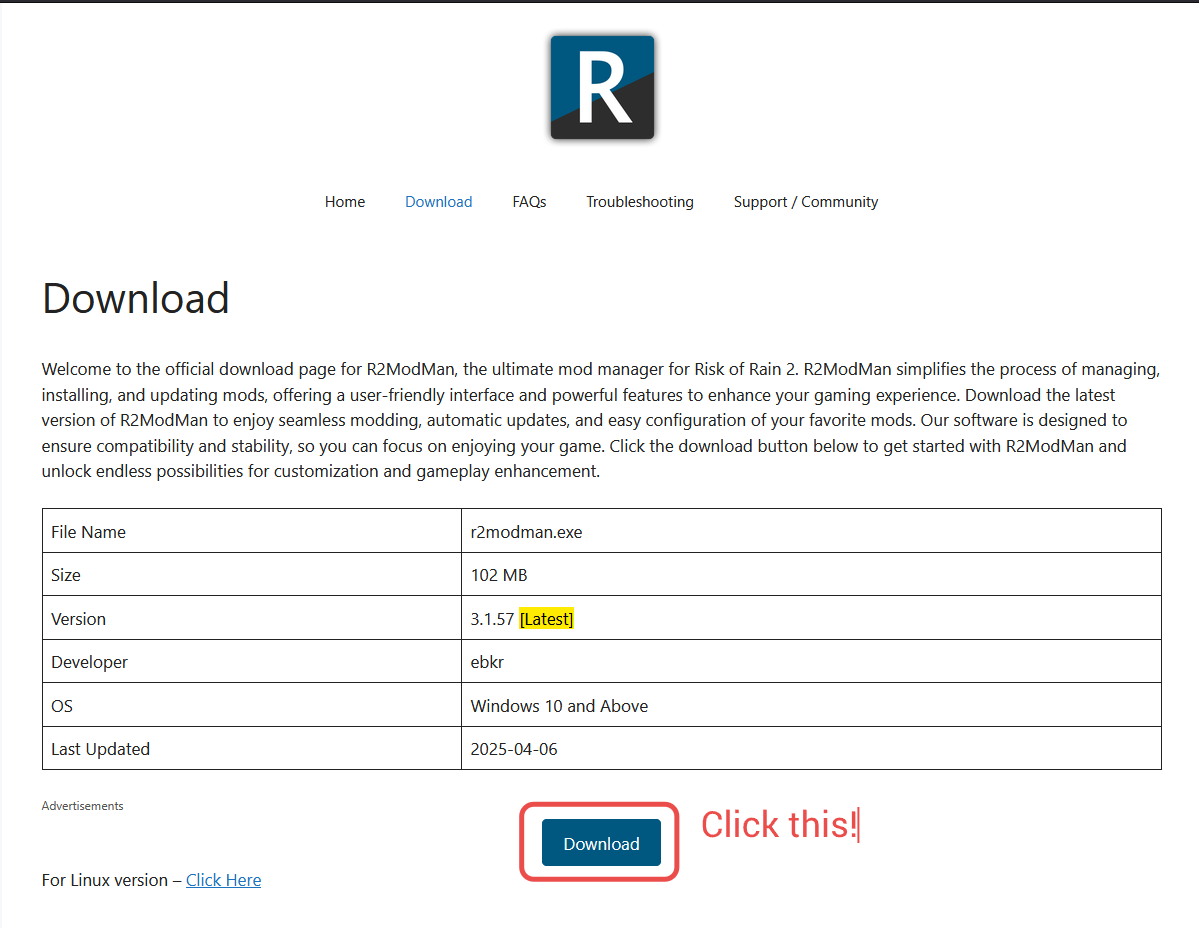 R
Home Download FAQs Troubleshooting Support / Community
Download
Welcome to the official download page for R2ModMan, the ultimate mod manager for Risk of Rain 2. R2ModMan simplifies the process of managing,
installing, and updating mods, offering a user-friendly interface and powerful features to enhance your gaming experience. Download the latest
version of R2ModMan to enjoy seamless modding, automatic updates, and easy configuration of your favorite mods. Our software is designed to
ensure compatibility and stability, so you can focus on enjoying your game. Click the download button below to get started with R2ModMan and
unlock endless possibilities for customization and gameplay enhancement.
File Name r2modman.exe
Size 102 MB
Version 3.1.57 [Latest]
Developer ebkr
OS Windows 10 and Above
Last Updated 2025-04-06
Advertisements
Download Click this!
For Linux version – Click Here